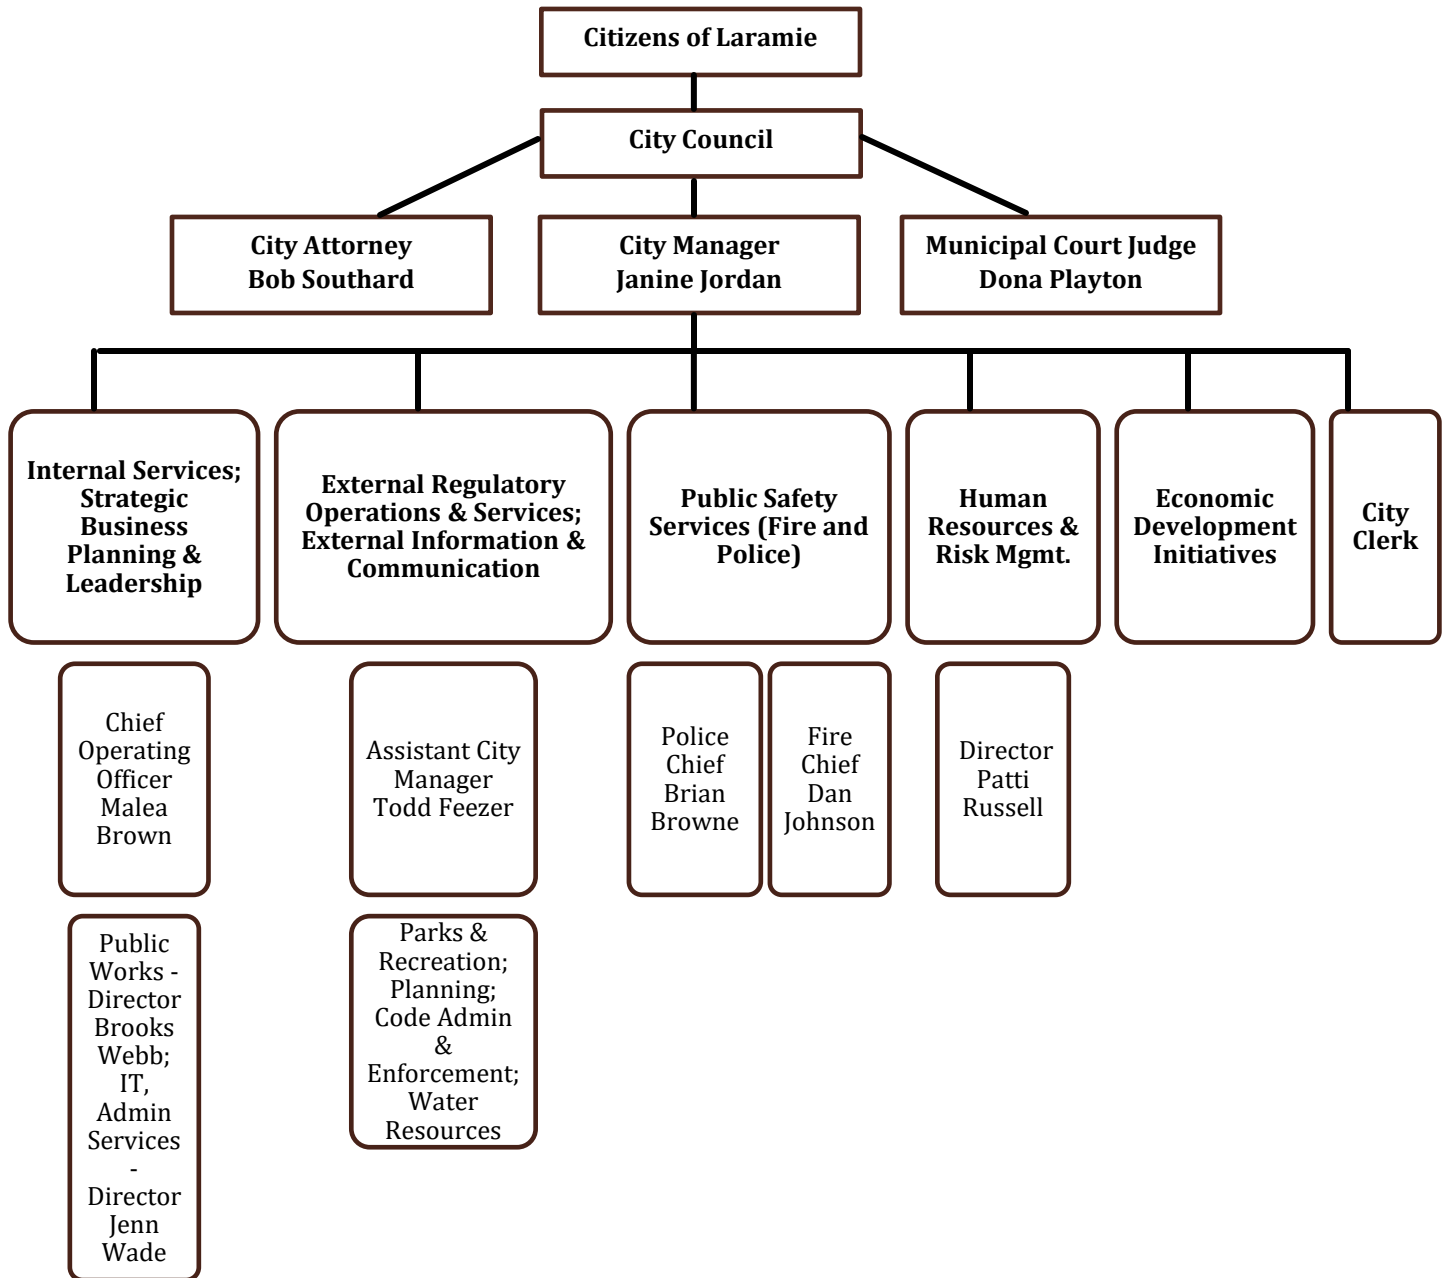 Citizens of Laramie
City Council
City Attorney
Bob Southard
City Manager
Janine Jordan
Municipal Court Judge
Dona Playton
Internal Services;
Strategic
Business
Planning &
Leadership
External Regulatory
Operations & Services;
External Information &
Communication
Public Safety
Services (Fire and
Police)
Human
Resources &
Risk Mgmt.
Economic
Development
Initiatives
City
Clerk
Chief
Operating
Officer
Malea
Brown
Assistant City
Manager
Todd Feezer
Police
Chief
Brian
Browne
Fire
Chief
Dan
Johnson
Director
Patti
Russell
Public
Works -
Director
Brooks
Webb;
IT,
Admin
Services
-
Director
Jenn
Wade
Parks &
Recreation;
Planning;
Code Admin
&
Enforcement;
Water
Resources